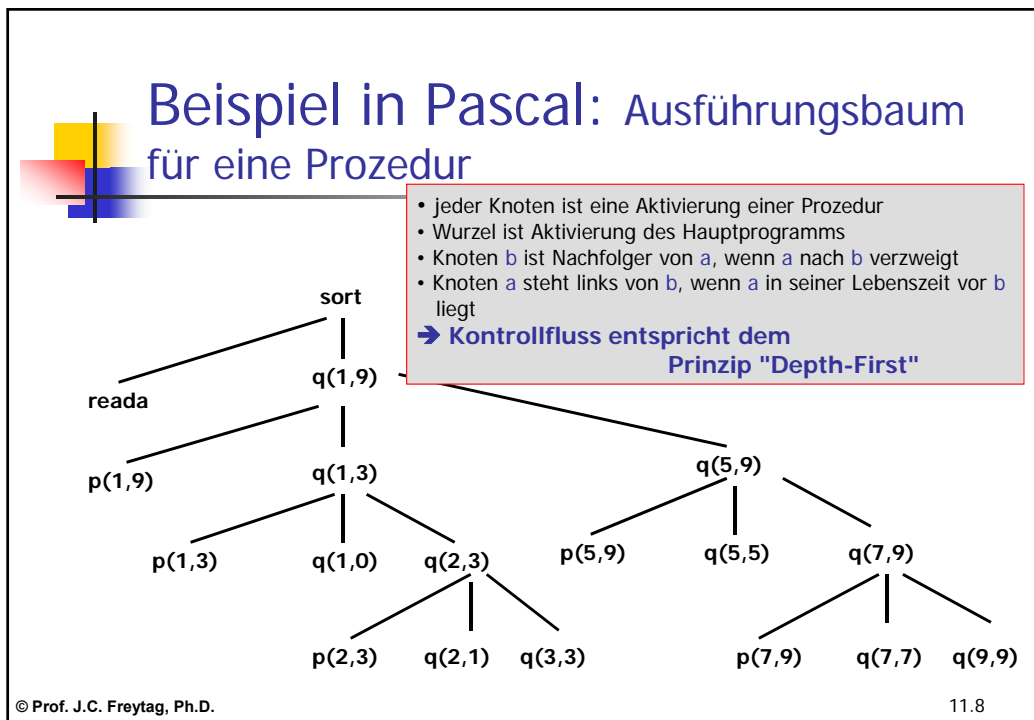 Beispiel in Pascal: Ausführungsbaum
für eine Prozedur
• jeder Knoten ist eine Aktivierung einer Prozedur
• Wurzel ist Aktivierung des Hauptprogramms
• Knoten b ist Nachfolger von a, wenn a nach b verzweigt
• Knoten a steht links von b, wenn a in seiner Lebenszeit vor b
liegt
➔ Kontrollfluss entspricht dem
Prinzip "Depth-First"
sort
reada
q(1,9)
p(1,9)
q(1,3)
q(5,9)
p(1,3)
q(1,0)
q(2,3)
p(5,9)
q(5,5)
q(7,9)
p(2,3)
q(2,1)
q(3,3)
p(7,9)
q(7,7)
q(9,9)
© Prof. J.C. Freytag, Ph.D.
11.8